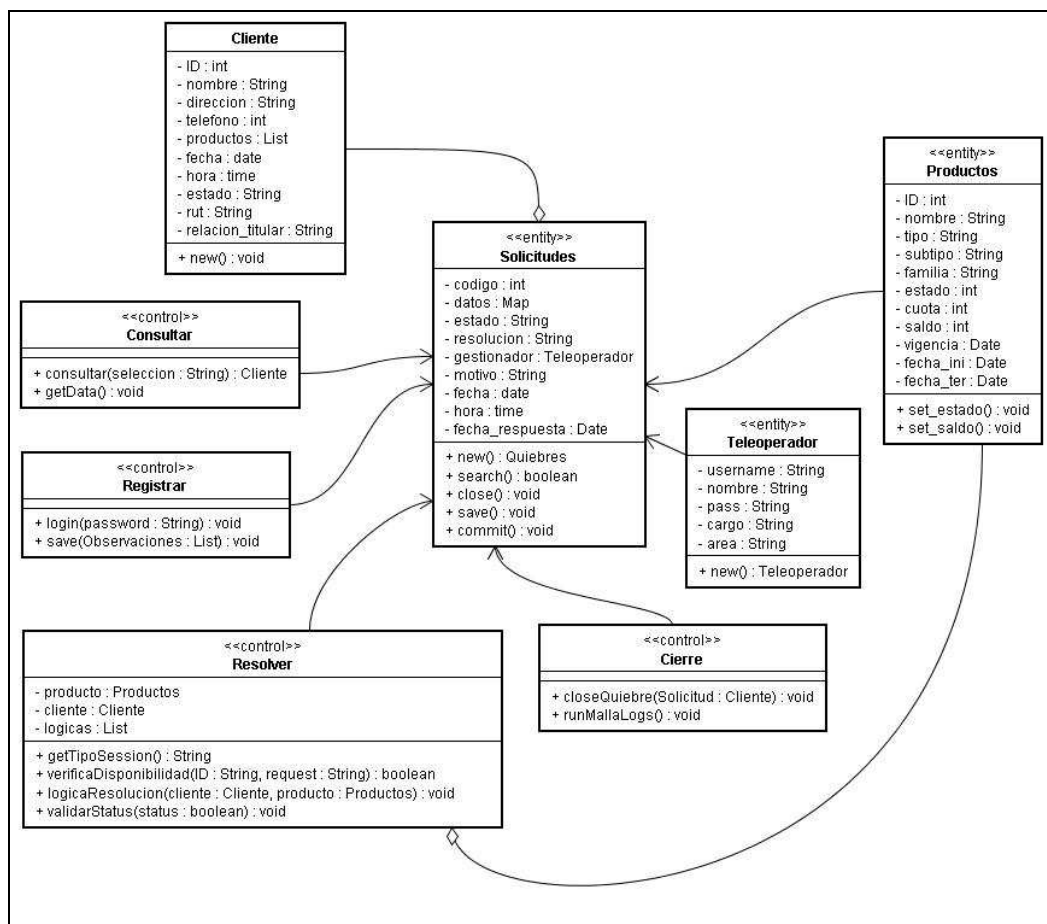 Cliente
- ID : int
- nombre : String
- direccion : String
- telefono : int
- productos : List
- fecha : date
- hora : time
- estado : String
- rut : String
- relacion_titular : String
+ new() : void
<<entity>>
Productos
- ID : int
- nombre : String
- tipo : String
- subtipo : String
- familia : String
- estado : int
- cuota : int
- saldo : int
- vigencia : Date
- fecha_ini : Date
- fecha_ter : Date
+ set_estado() : void
+ set_saldo() : void
<<entity>>
Solicitudes
- codigo : int
- datos : Map
- estado : String
- resolucion : String
- gestionador : Teleoperador
- motivo : String
- fecha : date
- hora : time
- fecha_respuesta : Date
+ new() : Quiebres
+ search() : boolean
+ close() : void
+ save() : void
+ commit() : void
<<control>>
Consultar
+ consultar(seleccion : String) : Cliente
+ getData() : void
<<entity>>
Teleoperador
- username : String
- nombre : String
- pass : String
- cargo : String
- area : String
+ new() : Teleoperador
<<control>>
Registrar
+ login(password : String) : void
+ save(Observaciones : List) : void
<<control>>
Resolver
- producto : Productos
- cliente : Cliente
- logicas : List
+ getTipoSession() : String
+ verificaDisponibilidad(ID : String, request : String) : boolean
+ logicaResolucion(cliente : Cliente, producto : Productos) : void
+ validarStatus(status : boolean) : void
<<control>>
Cierre
+ closeQuiebre(Solicitud : Cliente) : void
+ runMallaLogs() : void